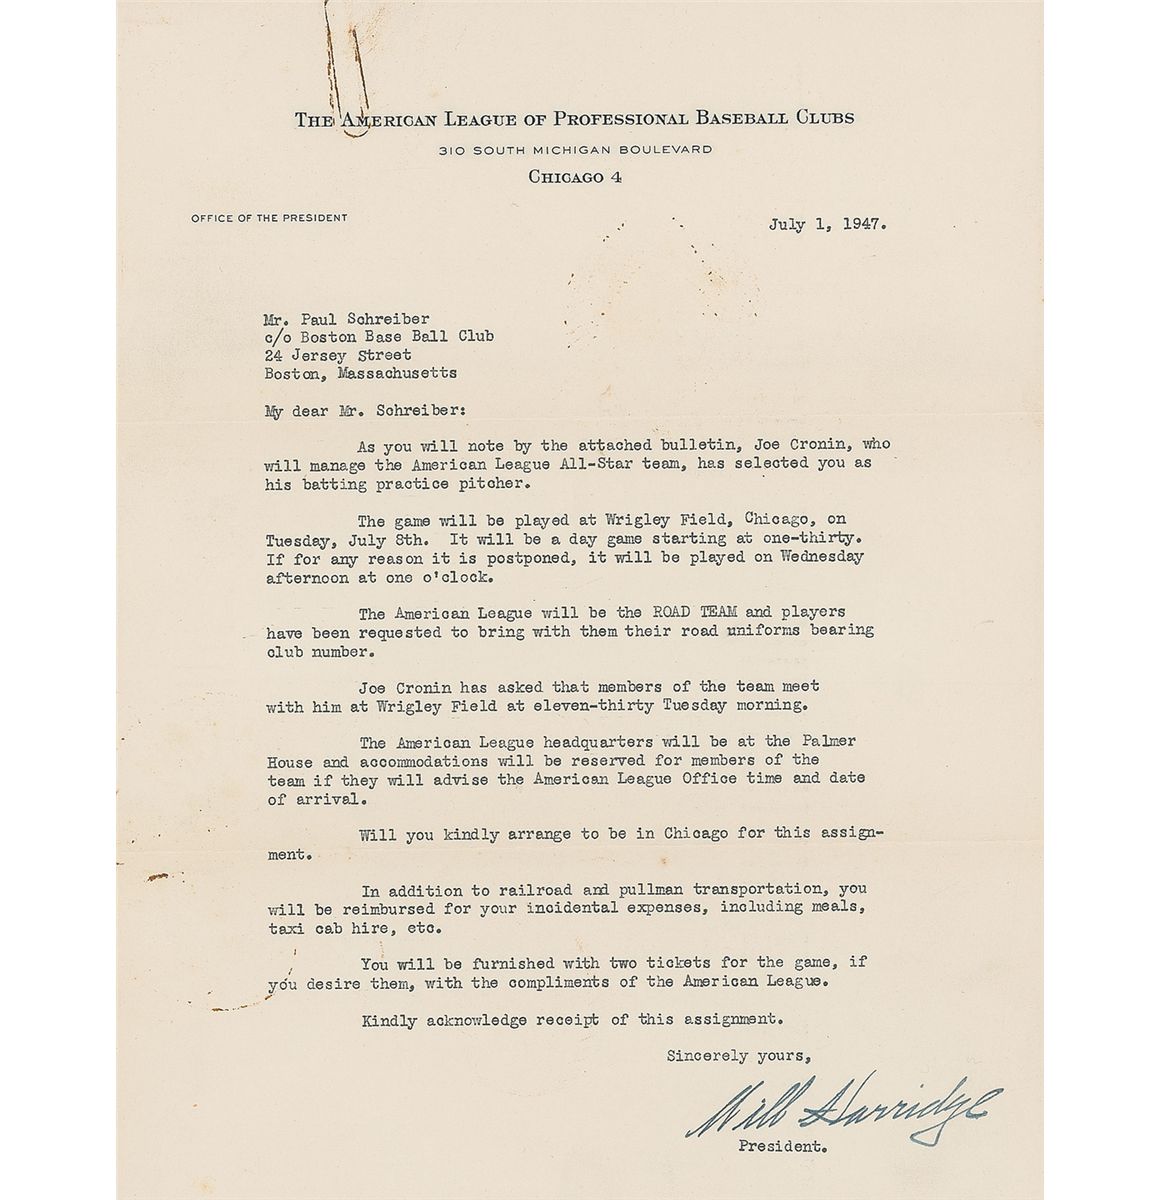 The American League of Professional Baseball Clubs
310 South Michigan Boulevard
Chicago 4
OFFICE OF THE PRESIDENT
July 1, 1947.
Mr. Paul Schreiber
c/o Boston Base Ball Club
24 Jersey Street
Boston, Massachusetts
My dear Mr. Schreiber:
As you will note by the attached bulletin, Joe Cronin, who
will manage the American League All-Star team, has selected you as
his batting practice pitcher.
The game will be played at Wrigley Field, Chicago, on
Tuesday, July 8th. It will be a day game starting at one-thirty.
If for any reason it is postponed, it will be played on Wednesday
afternoon at one o'clock.
The American League will be the ROAD TEAM and players
have been requested to bring with them their road uniforms bearing
club number.
Joe Cronin has asked that members of the team meet
with him at Wrigley Field at eleven-thirty Tuesday morning.
The American League headquarters will be at the Palmer
House and accommodations will be reserved for members of the
team if they will advise the American League Office time and date
of arrival.
Will you kindly arrange to be in Chicago for this assign-
ment.
In addition to railroad and pullman transportation, you
will be reimbursed for your incidental expenses, including meals,
taxi cab hire, etc.
You will be furnished with two tickets for the game, if
you desire them, with the compliments of the American League.
Kindly acknowledge receipt of this assignment.
Sincerely yours,
Will Harridge
President.